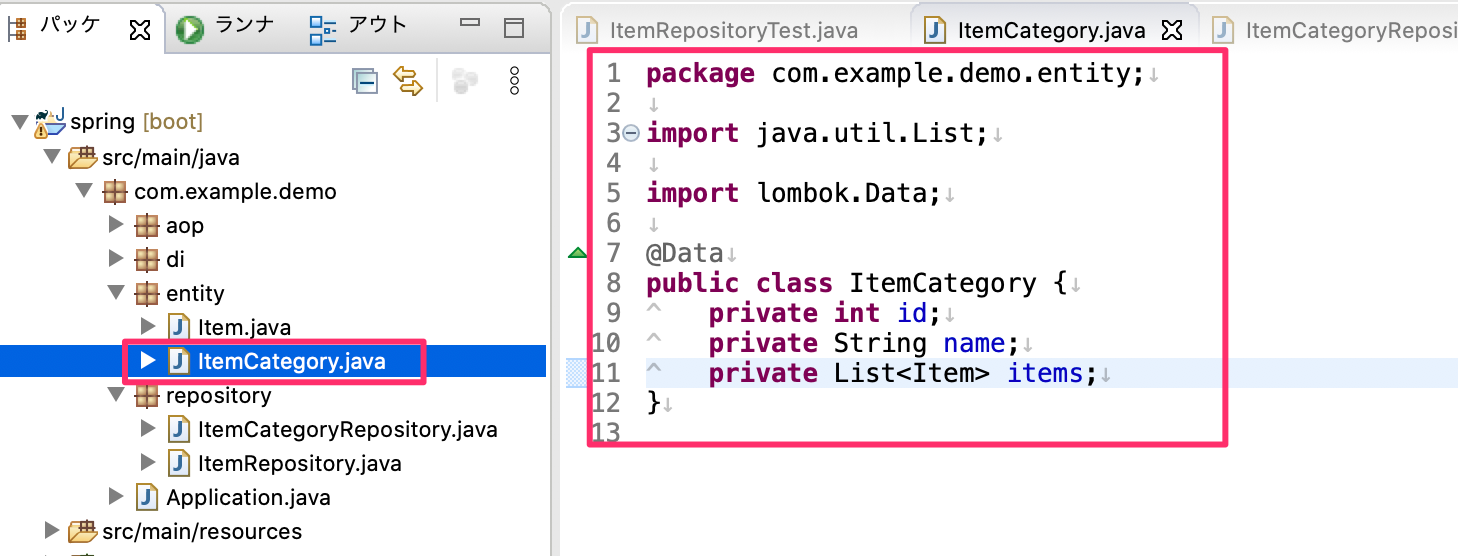 パッケ
ランナ
アウト
spring [boot]
src/main/java
com.example.demo
aop
di
entity
Item.java
ItemCategory.java
repository
ItemCategoryRepository.java
ItemRepository.java
Application.java
src/main/resources
ItemRepositoryTest.java
ItemCategory.java
ItemCategoryReposi
1 package com.example.demo.entity;↓
2 ↓
3 import java.util.List;↓
4 ↓
5 import lombok.Data;↓
6 ↓
7 @Data↓
8 public class ItemCategory {↓
9 ^ private int id;↓
10 ^ private String name;↓
11 ^ private List<Item> items;↓
12 }↓
13